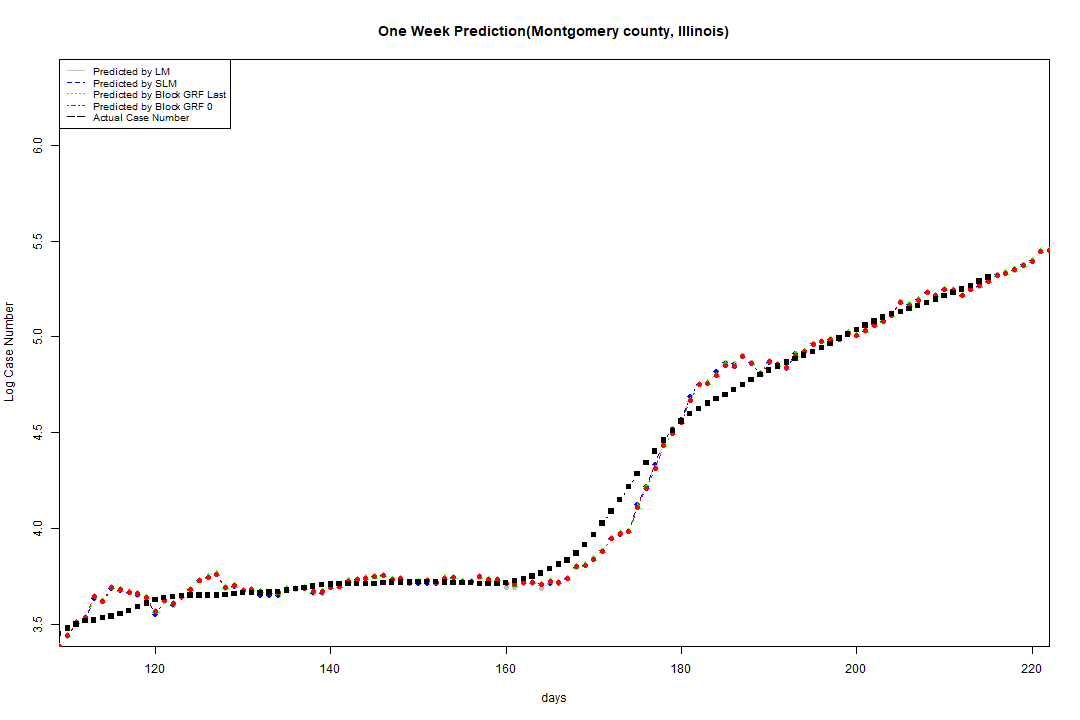 One Week Prediction(Montgomery county, Illinois)
Predicted by LM
Predicted by SLM
Predicted by Block GRF Last
Predicted by Block GRF 0
Actual Case Number
Log Case Number
6.0
5.5
5.0
4.5
4.0
3.5
120 140 160 180 200 220
days